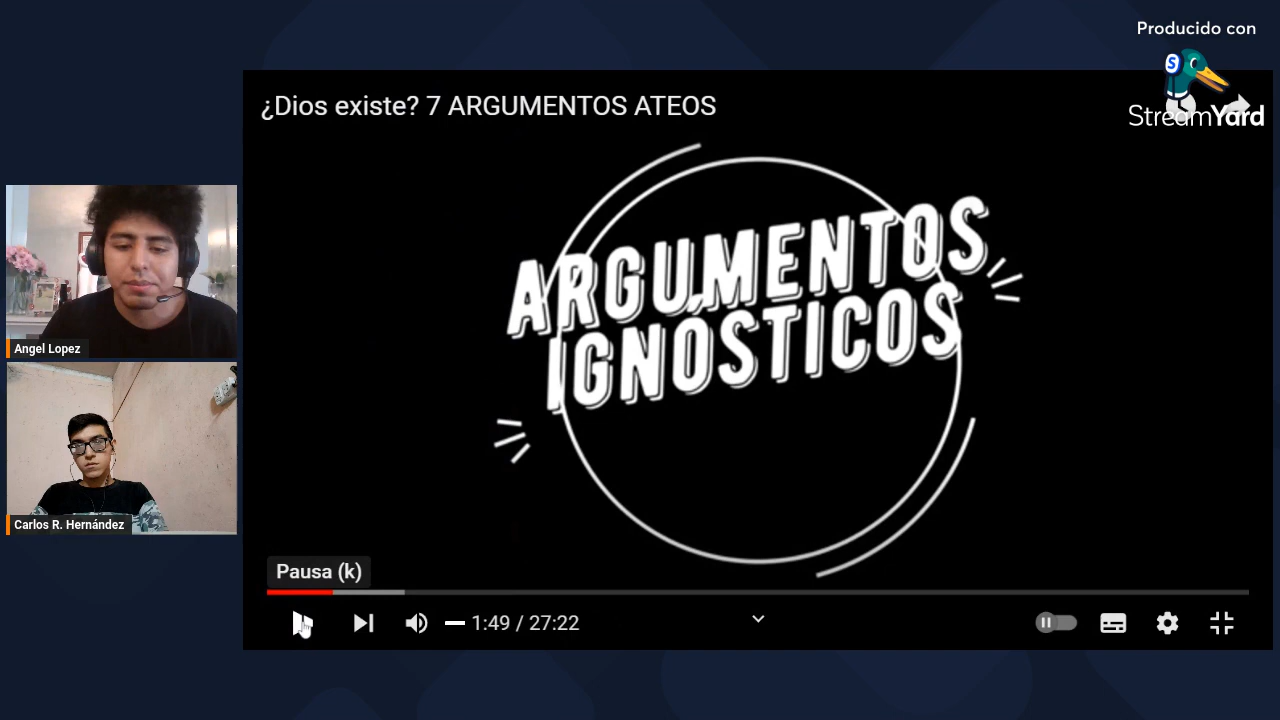 Producido con
StreamYard
¿Dios existe? 7 ARGUMENTOS ATEOS
ARGUMENTOS
IGNÓSTICOS
Angel Lopez
Carlos R. Hernández
Pausa (k)
1:49 / 27:22